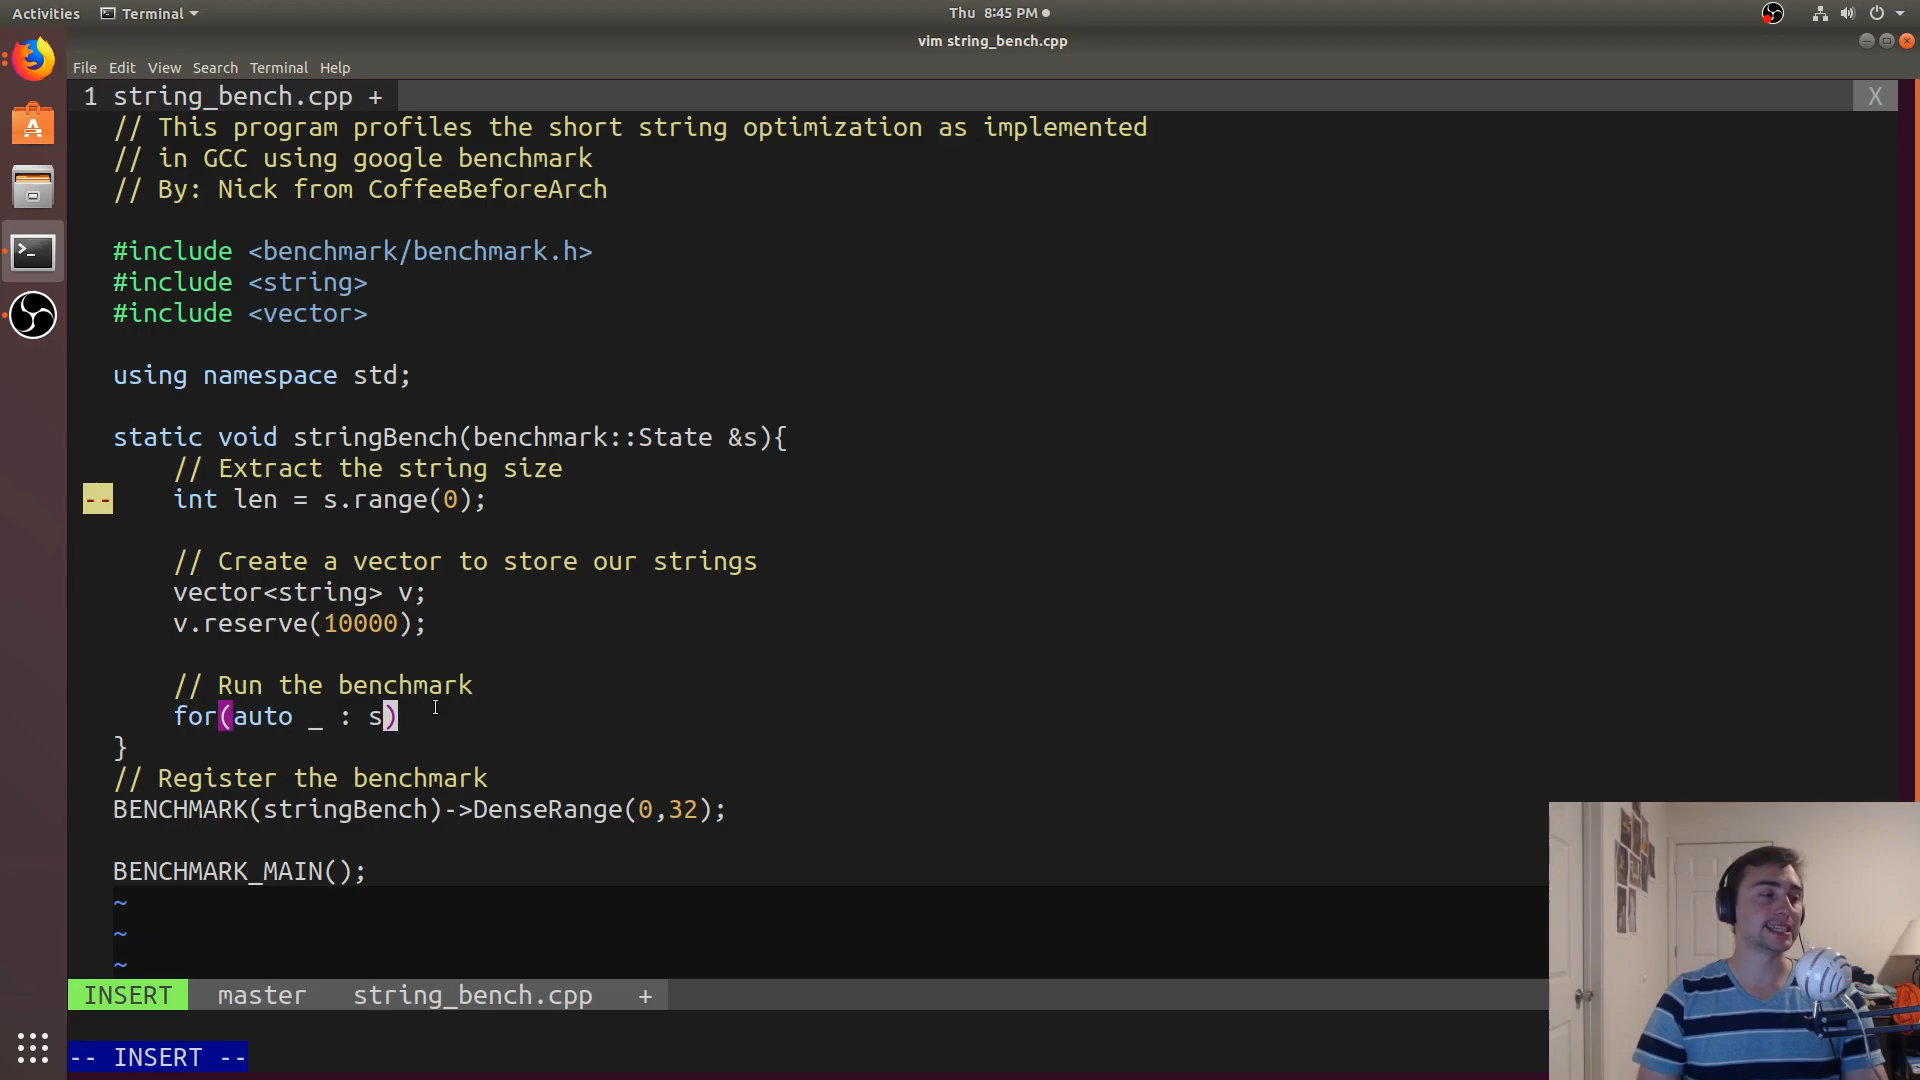 Activities Terminal Thu 8:45 PM
vim string_bench.cpp
File Edit View Search Terminal Help
1 string_bench.cpp + X
// This program profiles the short string optimization as implemented
// in GCC using google benchmark
// By: Nick from CoffeeBeforeArch
#include <benchmark/benchmark.h>
#include <string>
#include <vector>
using namespace std;
static void stringBench(benchmark::State &s){
// Extract the string size
-- int len = s.range(0);
// Create a vector to store our strings
vector<string> v;
v.reserve(10000);
// Run the benchmark
for(auto _ : s)
}
// Register the benchmark
BENCHMARK(stringBench)->DenseRange(0,32);
BENCHMARK_MAIN();
~
~
~
INSERT master string_bench.cpp +
-- INSERT --